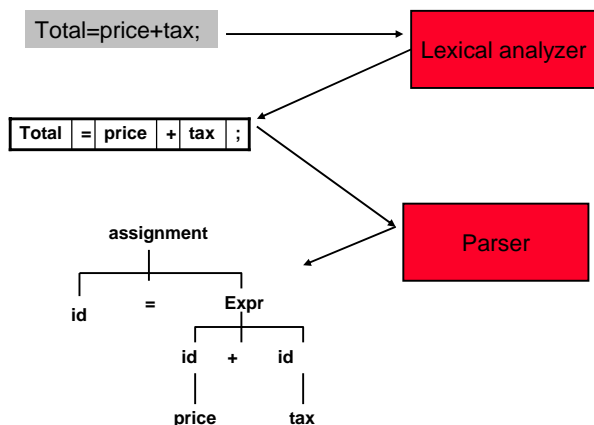 Total=price+tax;
Lexical analyzer
Total = price + tax ;
Parser
assignment
id = Expr
id + id
price tax